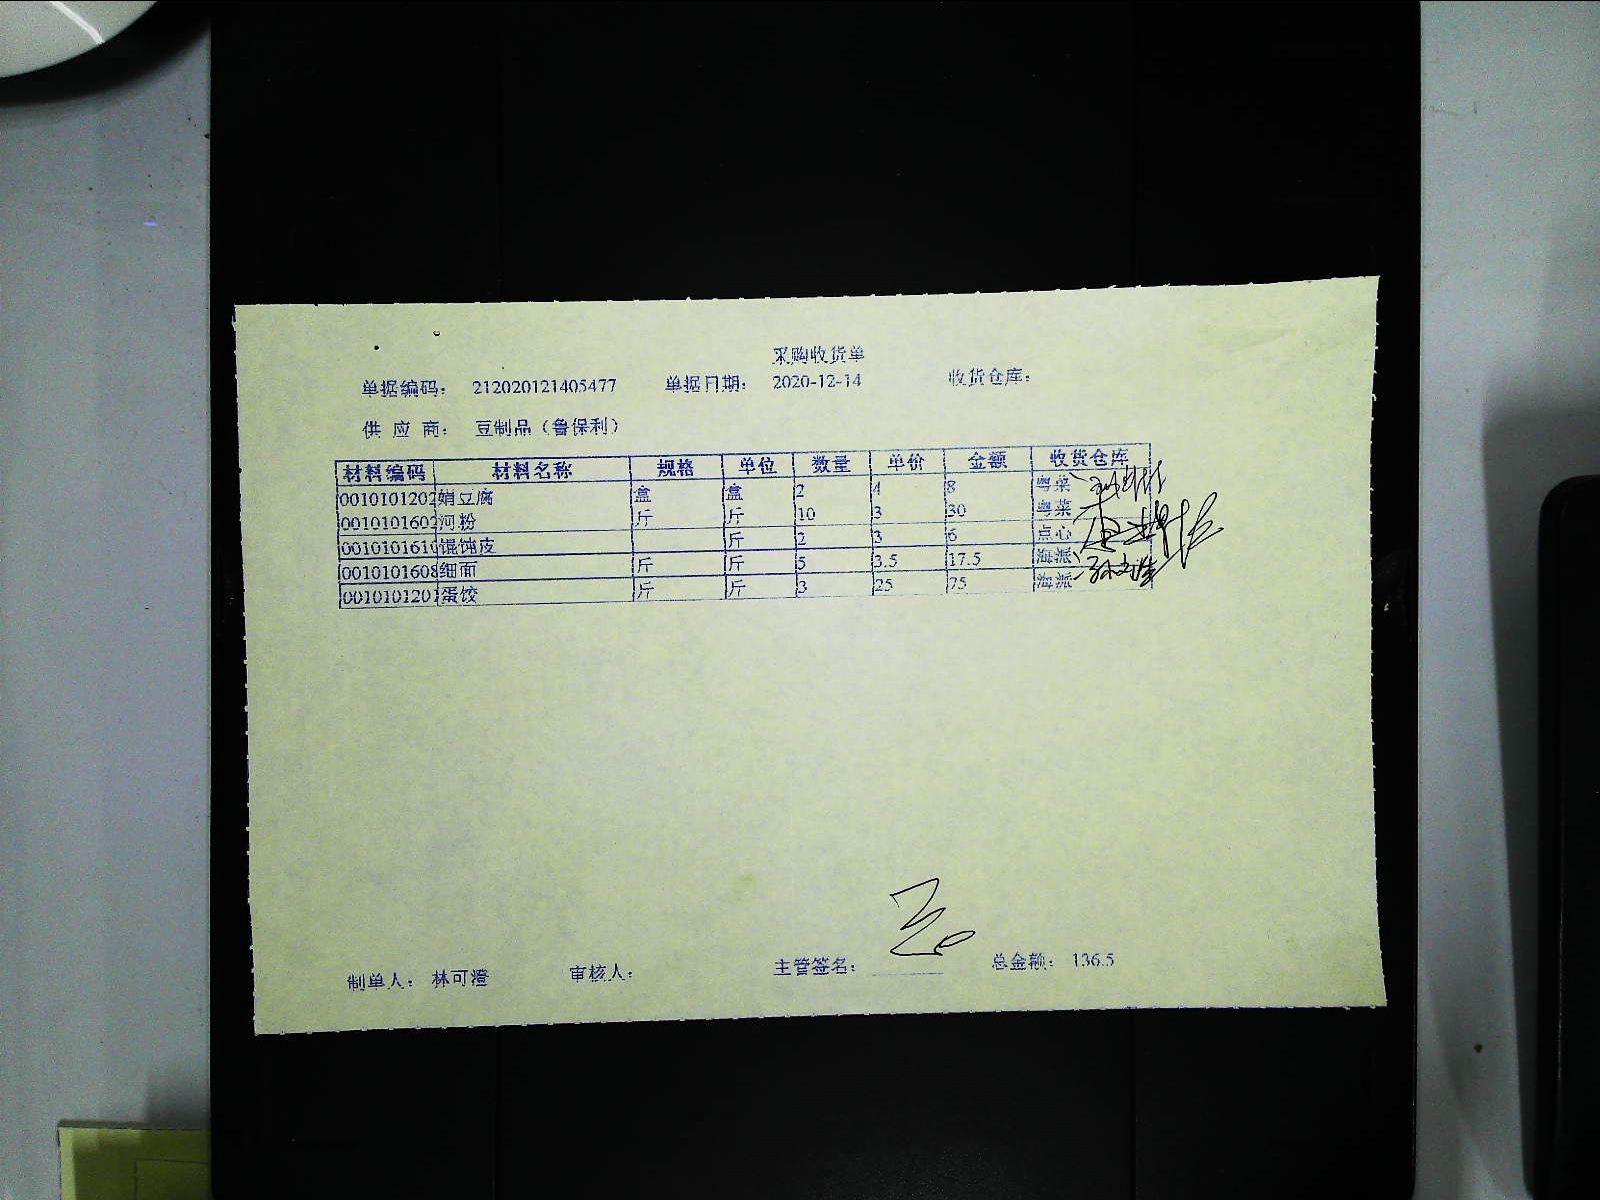 采购收货单
单据编码： 212020121405477 单据日期： 2020-12-14 收货仓库：
供 应 商： 豆制品（鲁保利）
材料编码 材料名称 规格 单位 数量 单价 金额 收货仓库
0010101202 绢豆腐 盒 盒 2 4 8 粤菜
0010101602 河粉 斤 斤 10 3 30 粤菜
0010101610 馄饨皮 斤 2 3 6 点心
0010101608 细面 斤 斤 5 3.5 17.5 海派
0010101201 蛋饺 斤 斤 3 25 75 海派
制单人： 林可澄 审核人： 主管签名： 总金额： 136.5